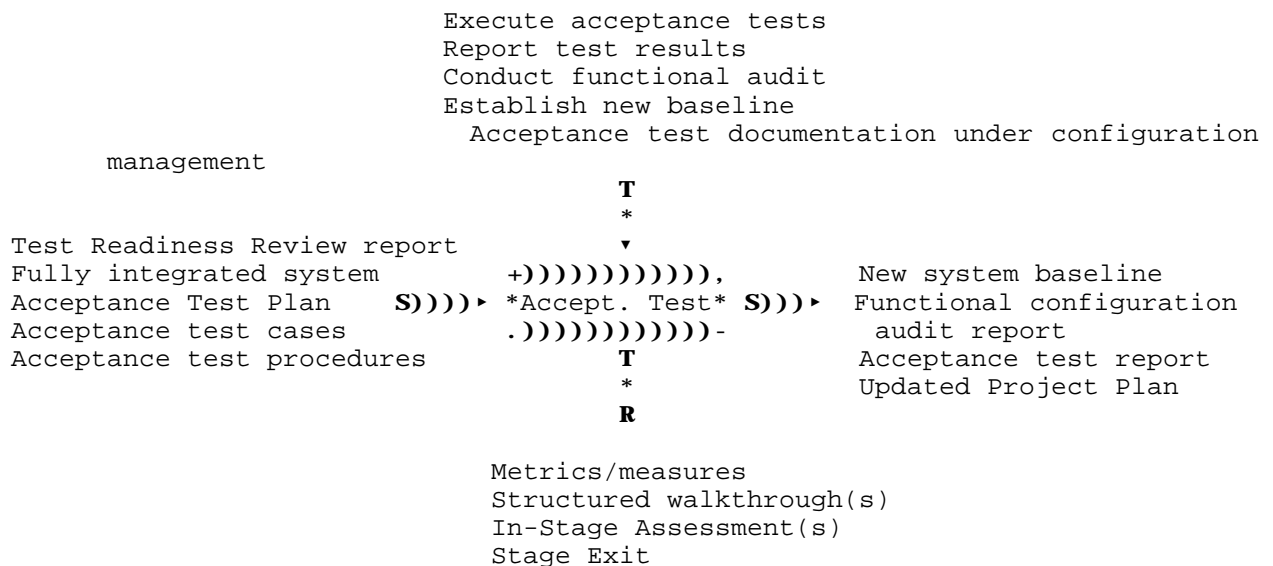 Execute acceptance tests
Report test results
Conduct functional audit
Establish new baseline
Acceptance test documentation under configuration
management
T
*
Test Readiness Review report ▼
Fully integrated system +)))))))))))), New system baseline
Acceptance Test Plan S))))► *Accept. Test* S)))► Functional configuration
Acceptance test cases .))))))))))))- audit report
Acceptance test procedures T Acceptance test report
* Updated Project Plan
R
Metrics/measures
Structured walkthrough(s)
In-Stage Assessment(s)
Stage Exit